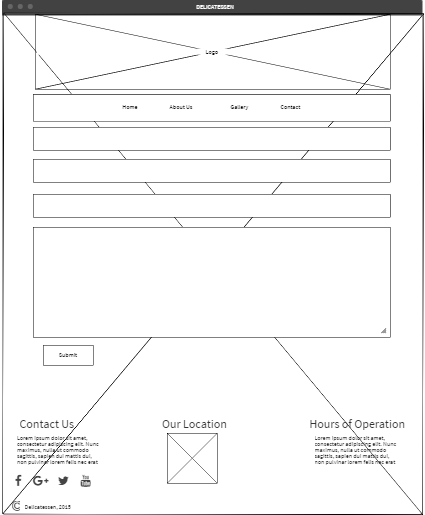 DELICATESSEN
Logo
Home About Us Gallery Contact
Submit
Contact Us
Lorem ipsum dolor sit amet,
consectetur adipiscing elit. Nunc
maximus, nulla ut commodo
sagittis, sapien dui mattis dui,
non pulvinar lorem felis nec erat
Our Location
Hours of Operation
Lorem ipsum dolor sit amet,
consectetur adipiscing elit. Nunc
maximus, nulla ut commodo
sagittis, sapien dui mattis dui,
non pulvinar lorem felis nec erat
f G+ You Tube
© Delicatessen, 2015